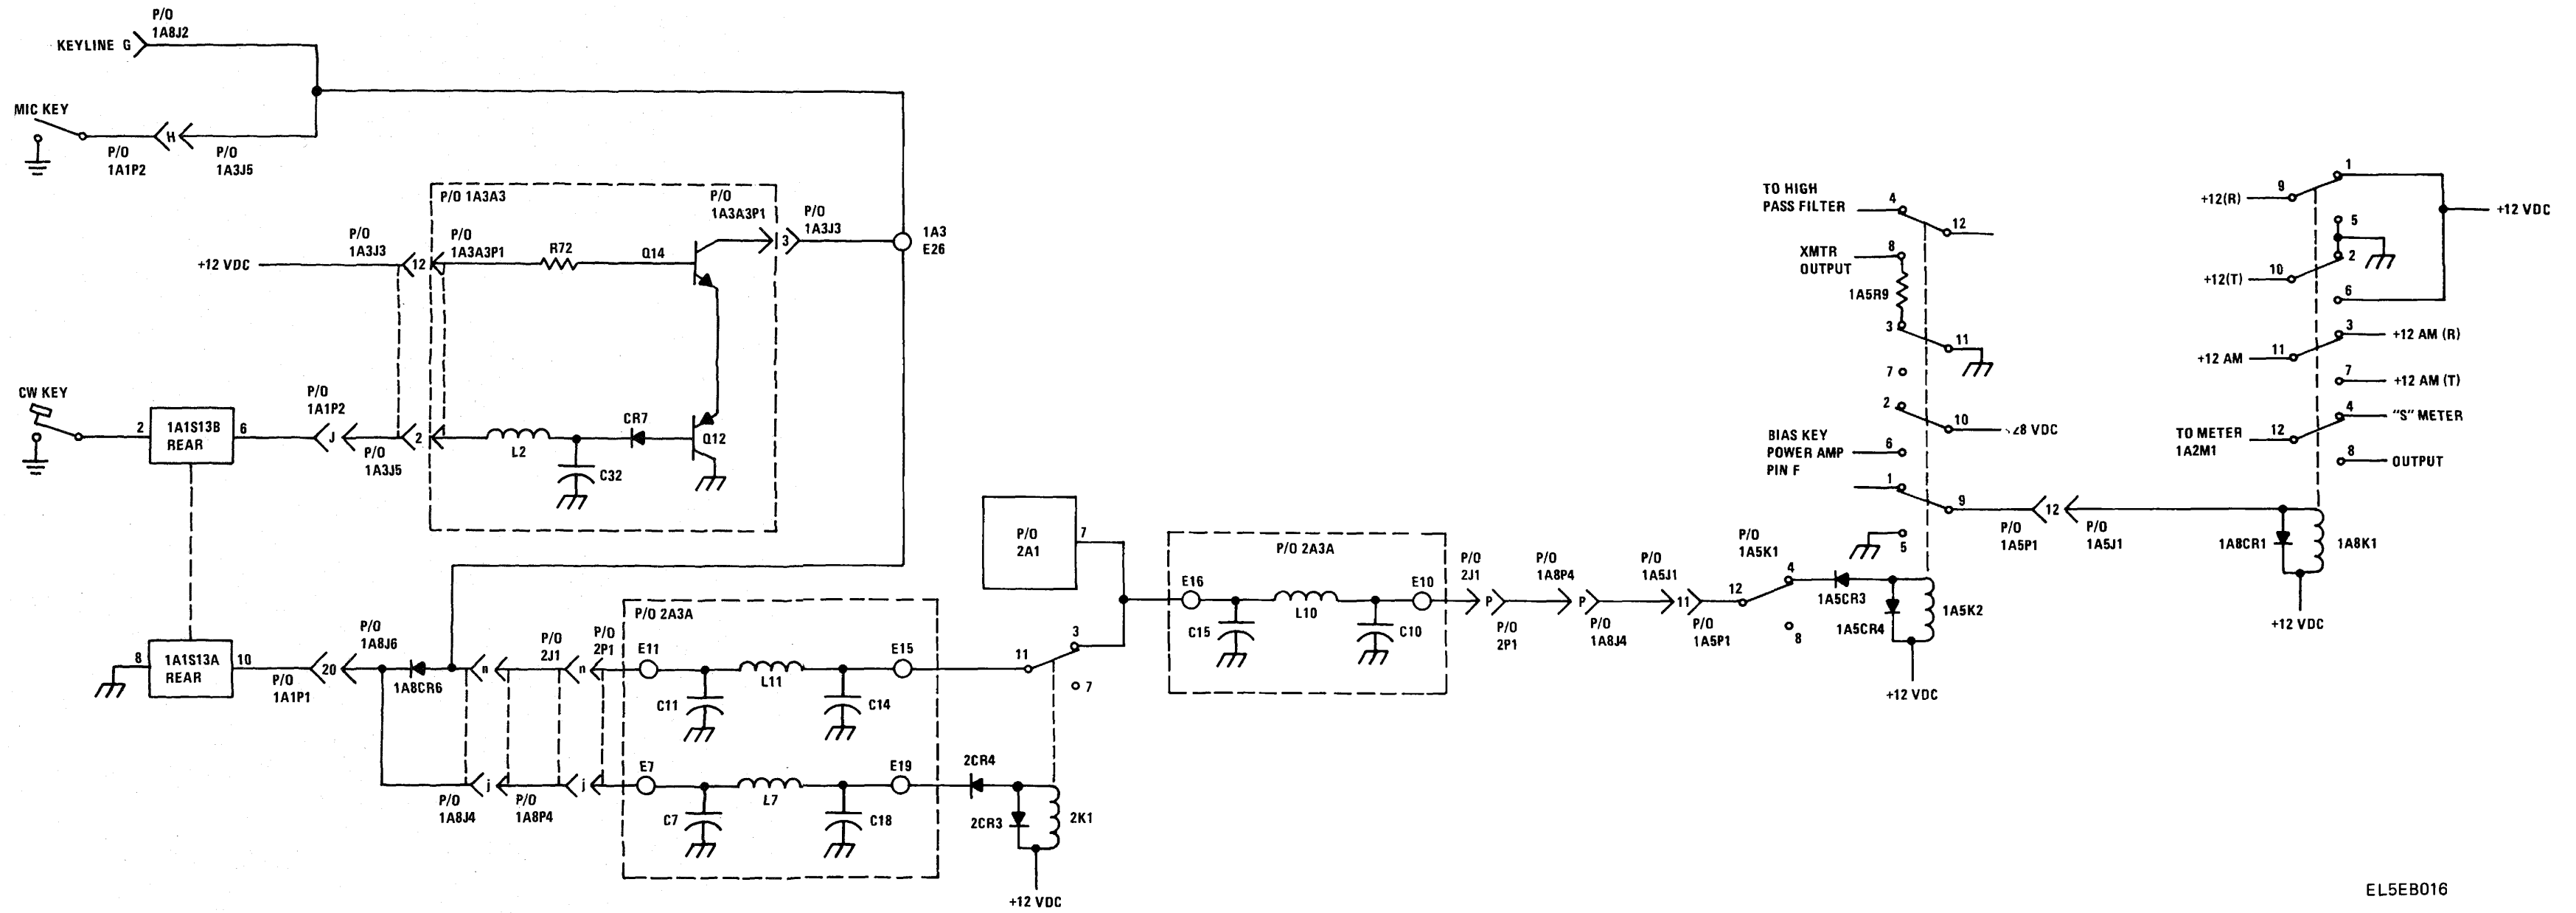 P/O
1A8J2
KEYLINE G
MIC KEY
H
P/O
1A1P2
P/O
1A3J5
P/O 1A3A3
P/O
1A3A3P1
P/O
1A3J3
3
1A3
E26
+12 VDC
P/O
1A3J3
12
P/O
1A3A3P1
R72
Q14
CW KEY
2
1A1S13B
REAR
6
P/O
1A1P2
J
P/O
1A3J5
2
L2
C32
CR7
Q12
8
1A1S13A
REAR
10
P/O
1A1P1
20
P/O
1A8J6
1A8CR6
n
P/O
2J1
n
P/O
2P1
P/O 2A3A
E11
C11
L11
C14
E15
11
3
7
P/O
1A8J4
j
P/O
1A8P4
j
E7
C7
L7
C18
E19
2CR4
2CR3
2K1
+12 VDC
P/O
2A1
7
P/O 2A3A
E16
C15
L10
C10
E10
P/O
2J1
P
P/O
2P1
P/O
1A8P4
P
P/O
1A8J4
P/O
1A5J1
11
P/O
1A5P1
P/O
1A5K1
12
4
8
1A5CR3
1A5CR4
1A5K2
+12 VDC
TO HIGH
PASS FILTER
4
12
XMTR
OUTPUT
8
1A5R9
3
11
7
2
10
28 VDC
BIAS KEY
POWER AMP
PIN F
6
1
9
5
P/O
1A5P1
12
P/O
1A5J1
1A8CR1
1A8K1
+12 VDC
+12(R)
9
1
+12 VDC
5
+12(T)
10
2
6
+12 AM
11
3
+12 AM (R)
7
+12 AM (T)
TO METER
1A2M1
12
4
"S" METER
8
OUTPUT
EL5EB016